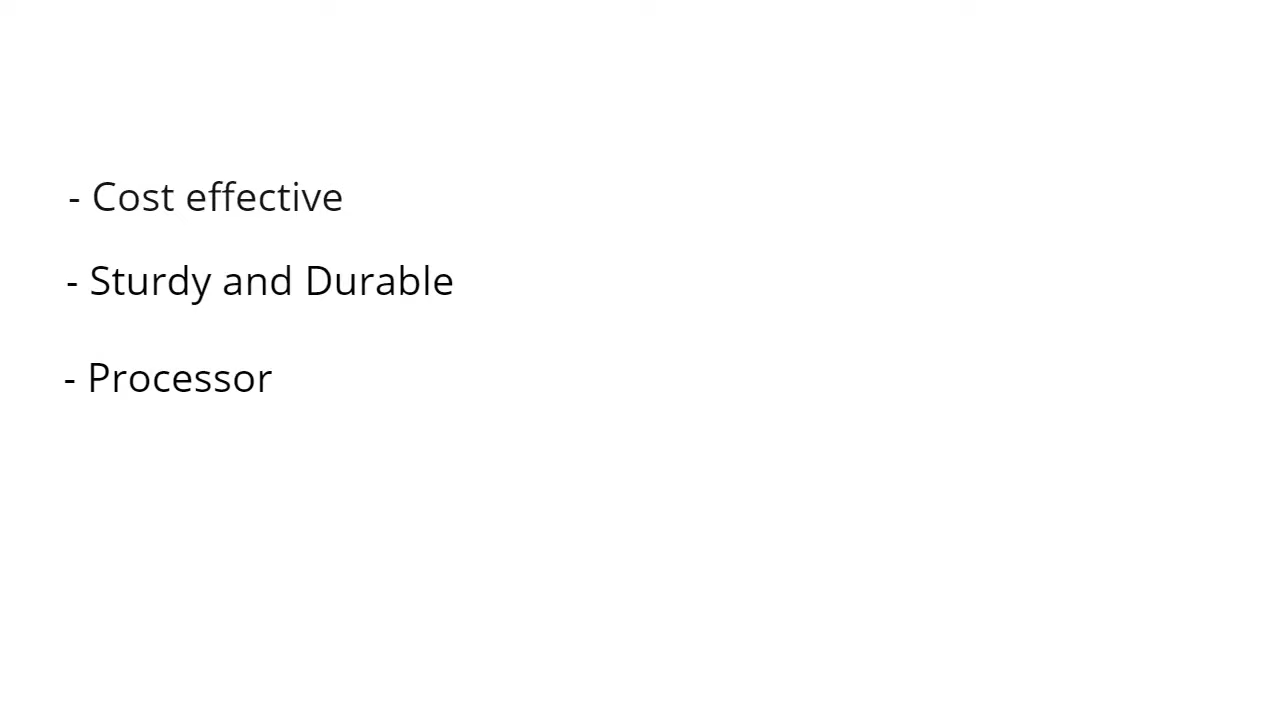 - Cost effective
- Sturdy and Durable
- Processor